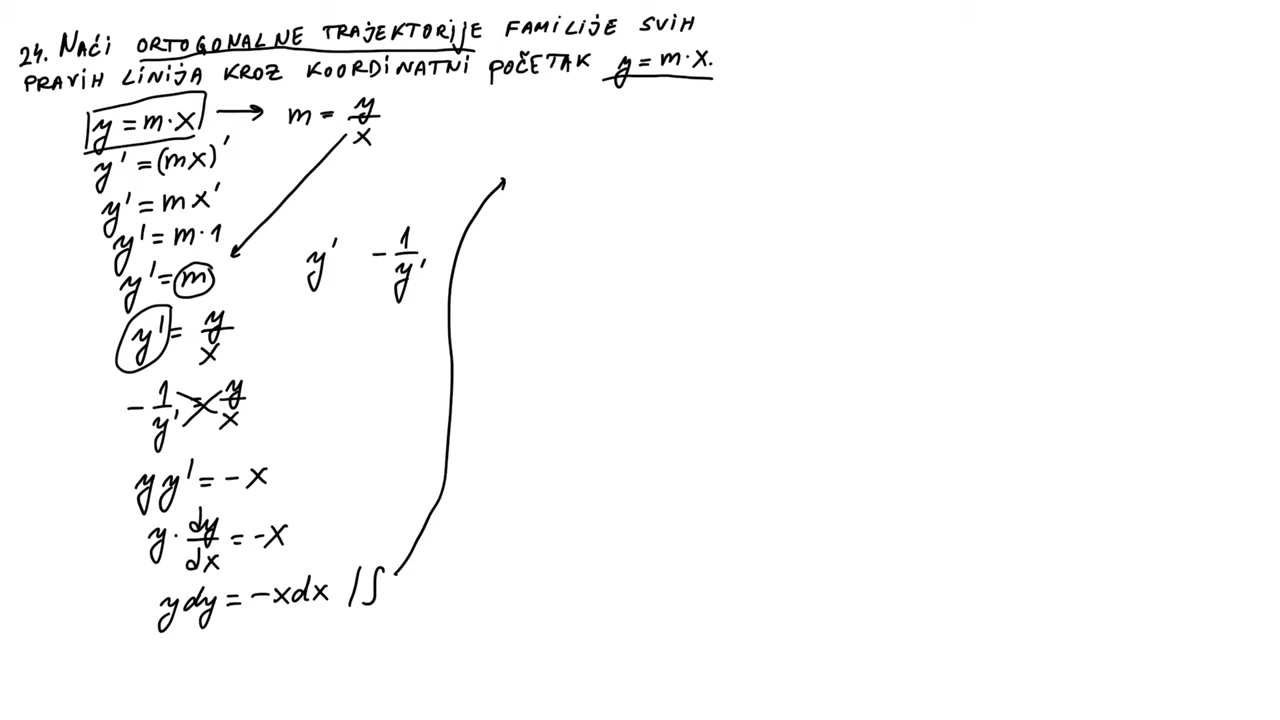 24. NAĆI ORTOGONALNE TRAJEKTORIJE FAMILIJE SVIH
PRAVIH LINIJA KROZ KOORDINATNI POČETAK y = m·x.
y = m·x → m = y/x
y' = (mx)'
y' = mx'
y' = m·1
y' = m
y' = y/x
-1/y' = y/x
yy' = -x
y·dy/dx = -x
ydy = -xdx /∫
y' -1/y'